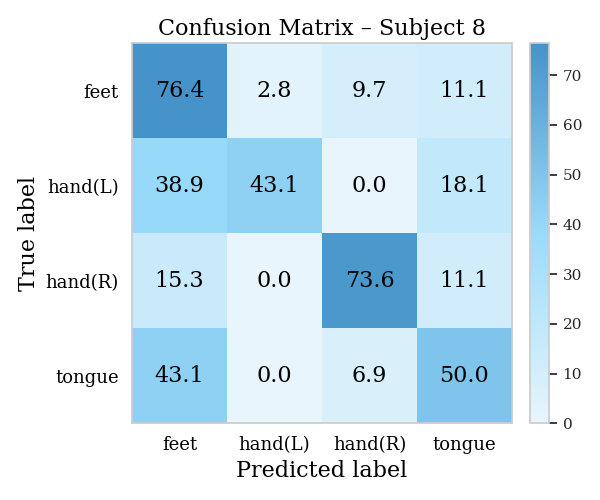 Confusion Matrix – Subject 8
True label
feet 76.4 2.8 9.7 11.1
hand(L) 38.9 43.1 0.0 18.1
hand(R) 15.3 0.0 73.6 11.1
tongue 43.1 0.0 6.9 50.0
feet hand(L) hand(R) tongue
Predicted label
70
60
50
40
30
20
10
0